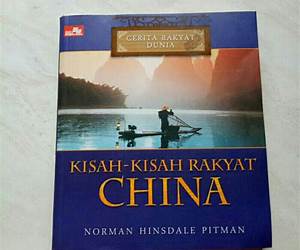 CERITA RAKYAT
DUNIA
KISAH-KISAH RAKYAT
CHINA
NORMAN HINSDALE PITMAN